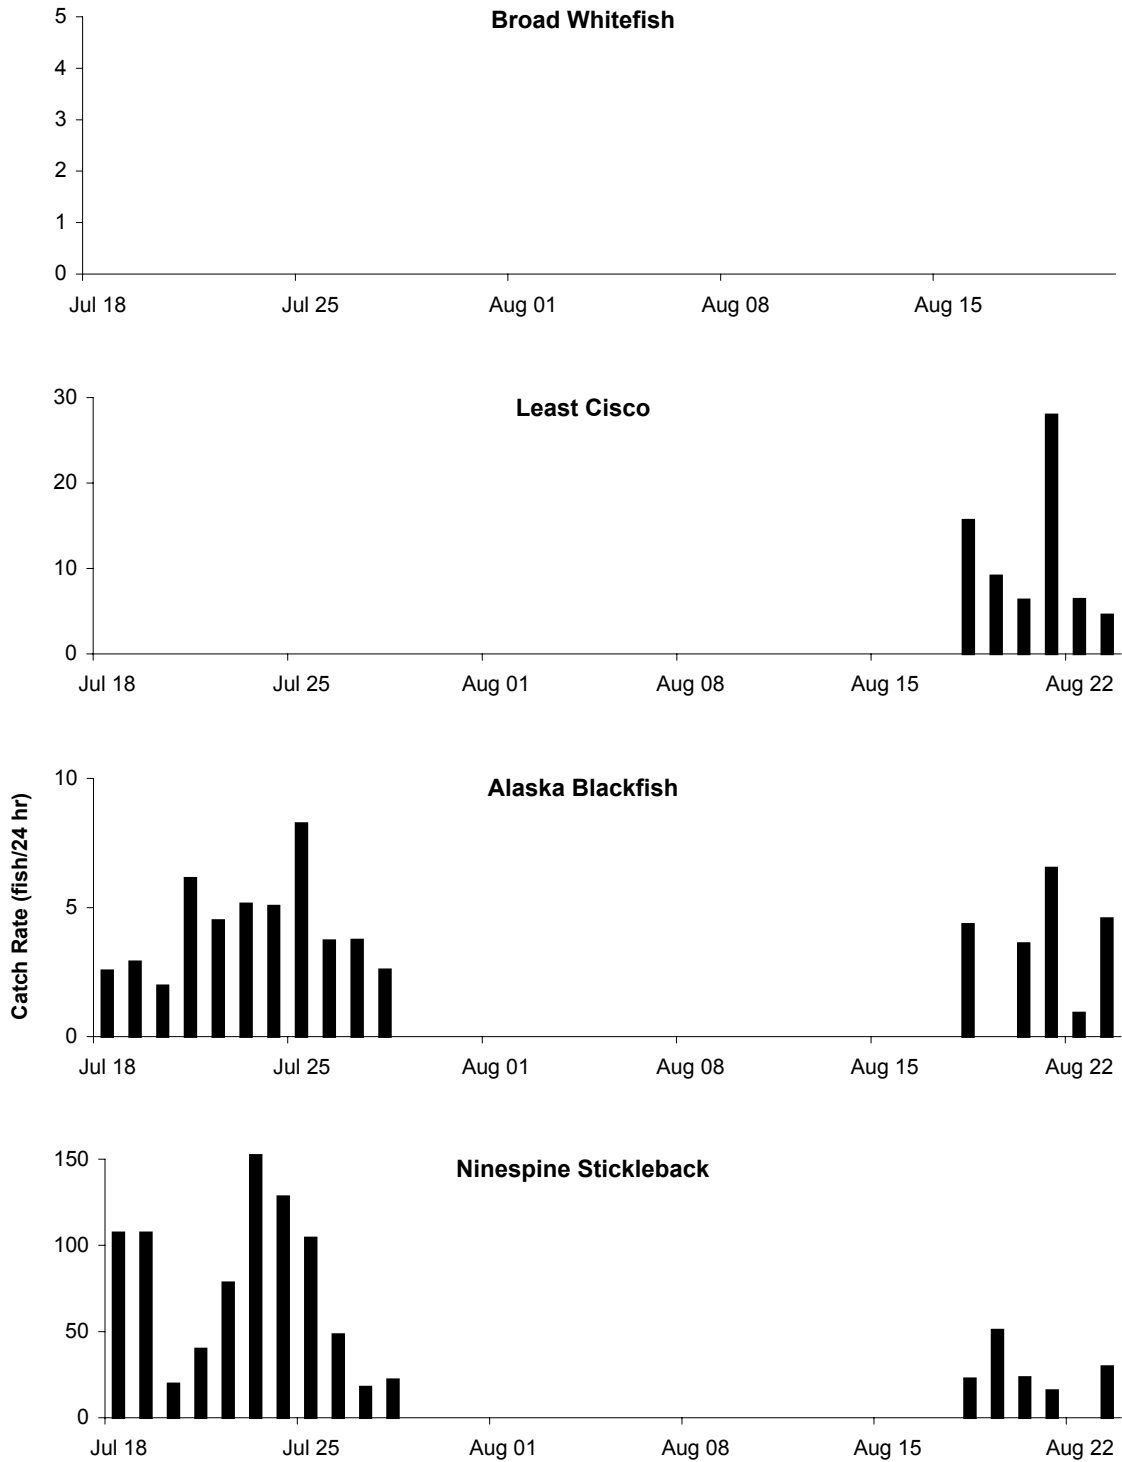 Broad Whitefish
5
4
3
2
1
0
Jul 18 Jul 25 Aug 01 Aug 08 Aug 15
Least Cisco
30
20
10
0
Jul 18 Jul 25 Aug 01 Aug 08 Aug 15 Aug 22
Catch Rate (fish/24 hr)
Alaska Blackfish
10
5
0
Jul 18 Jul 25 Aug 01 Aug 08 Aug 15 Aug 22
Ninespine Stickleback
150
100
50
0
Jul 18 Jul 25 Aug 01 Aug 08 Aug 15 Aug 22